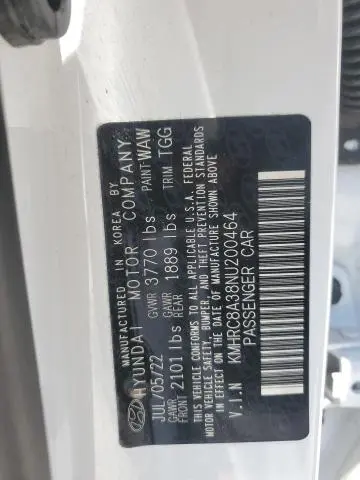 MANUFACTURED IN KOREA BY
HYUNDAI MOTOR COMPANY
JUL/05/22 GVWR 3770 lbs PAINT WAW
GAWR FRONT 2101 lbs GAWR REAR 1889 lbs TRIM TGG
THIS VEHICLE CONFORMS TO ALL APPLICABLE U.S.A. FEDERAL
MOTOR VEHICLE SAFETY, BUMPER, AND THEFT PREVENTION STANDARDS
IN EFFECT ON THE DATE OF MANUFACTURE SHOWN ABOVE
V.I.N KMHRC8A38NU200464
PASSENGER CAR